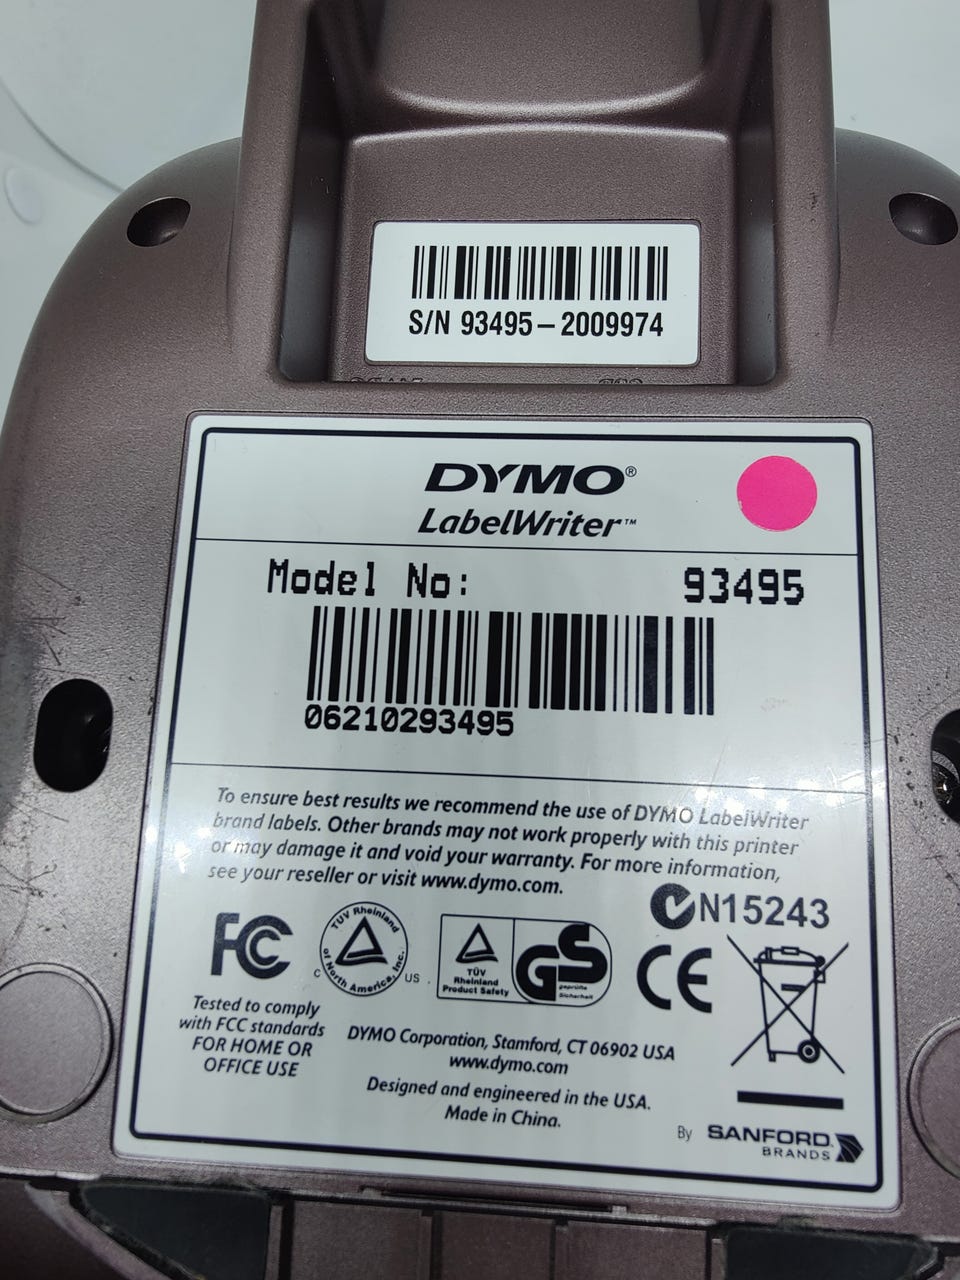 S/N 93495–2009974
DYMO®
LabelWriter™
Model No: 93495
06210293495
To ensure best results we recommend the use of DYMO LabelWriter
brand labels. Other brands may not work properly with this printer
or may damage it and void your warranty. For more information,
see your reseller or visit www.dymo.com.
N15243
FC
TÜV Rheinland
of North America, Inc.
C US
TÜV
Rheinland
Product Safety
GS
geprüfte
Sicherheit
CE
Tested to comply
with FCC standards
FOR HOME OR
OFFICE USE
DYMO Corporation, Stamford, CT 06902 USA
www.dymo.com
Designed and engineered in the USA.
Made in China.
By SANFORD
BRANDS